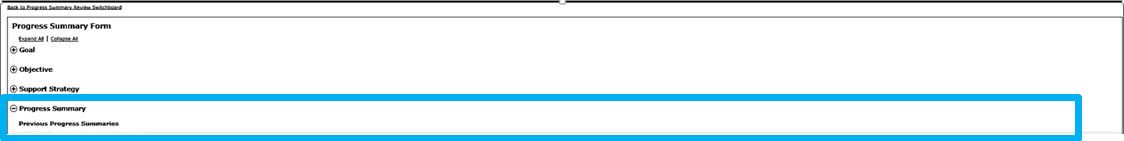 Back to Progress Summary Review Switchboard
Progress Summary Form
Expand All | Collapse All
Goal
Objective
Support Strategy
Progress Summary
Previous Progress Summaries